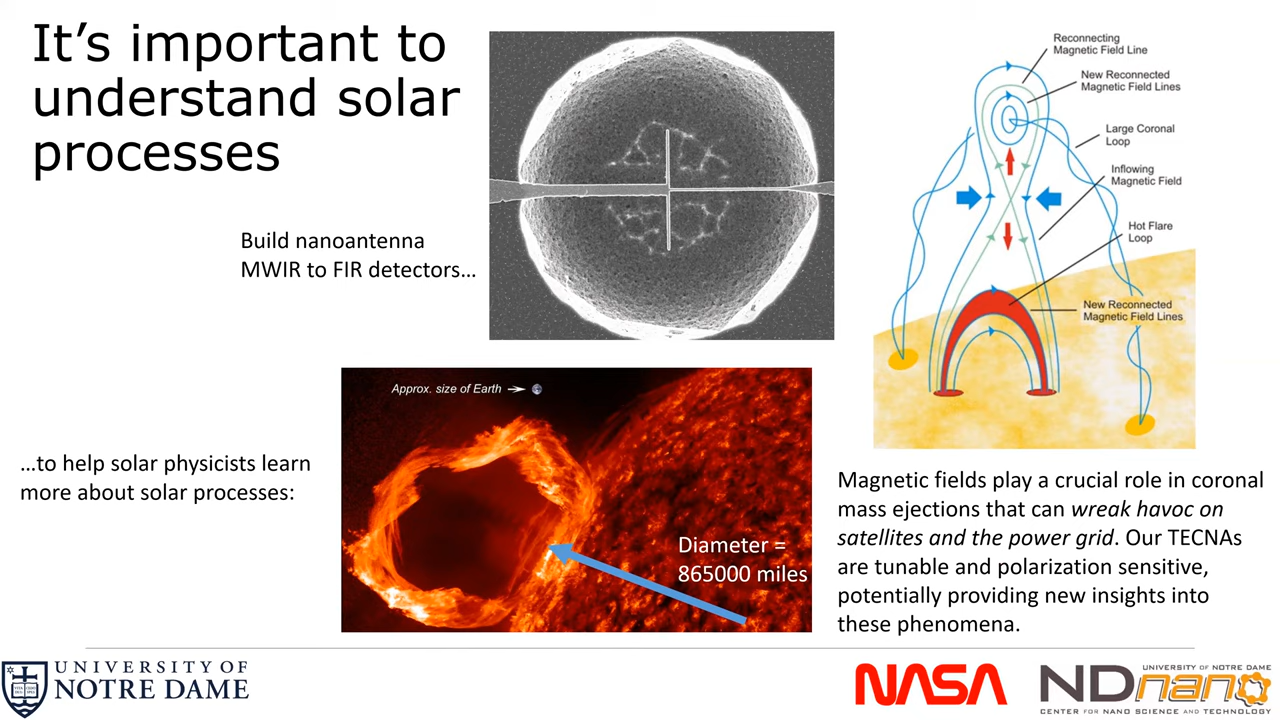 It's important to
understand solar
processes
Build nanoantenna
MWIR to FIR detectors…
…to help solar physicists learn
more about solar processes:
Approx. size of Earth
Diameter =
865000 miles
Reconnecting
Magnetic Field Line
New Reconnected
Magnetic Field Lines
Large Coronal
Loop
Inflowing
Magnetic Field
Hot Flare
Loop
New Reconnected
Magnetic Field Lines
Magnetic fields play a crucial role in coronal
mass ejections that can wreak havoc on
satellites and the power grid. Our TECNAs
are tunable and polarization sensitive,
potentially providing new insights into
these phenomena.
UNIVERSITY OF
NOTRE DAME
NASA
UNIVERSITY OF NOTRE DAME
NDnano
CENTER FOR NANO SCIENCE AND TECHNOLOGY